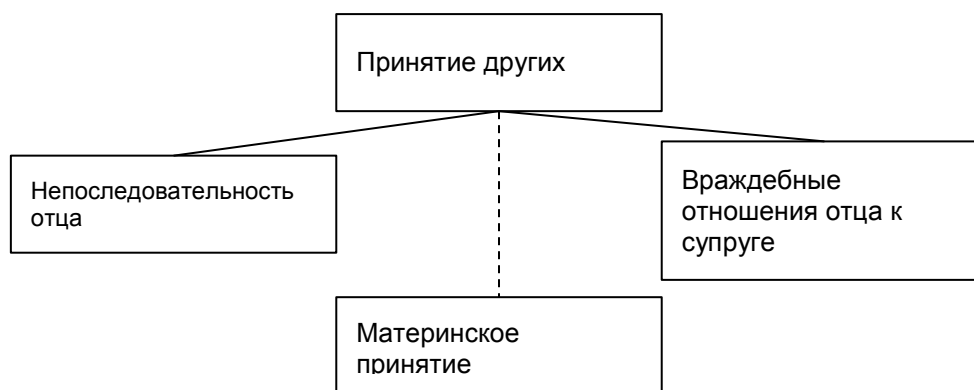 Принятие других
Непоследовательность
отца
Враждебные
отношения отца к
супруге
Материнское
принятие